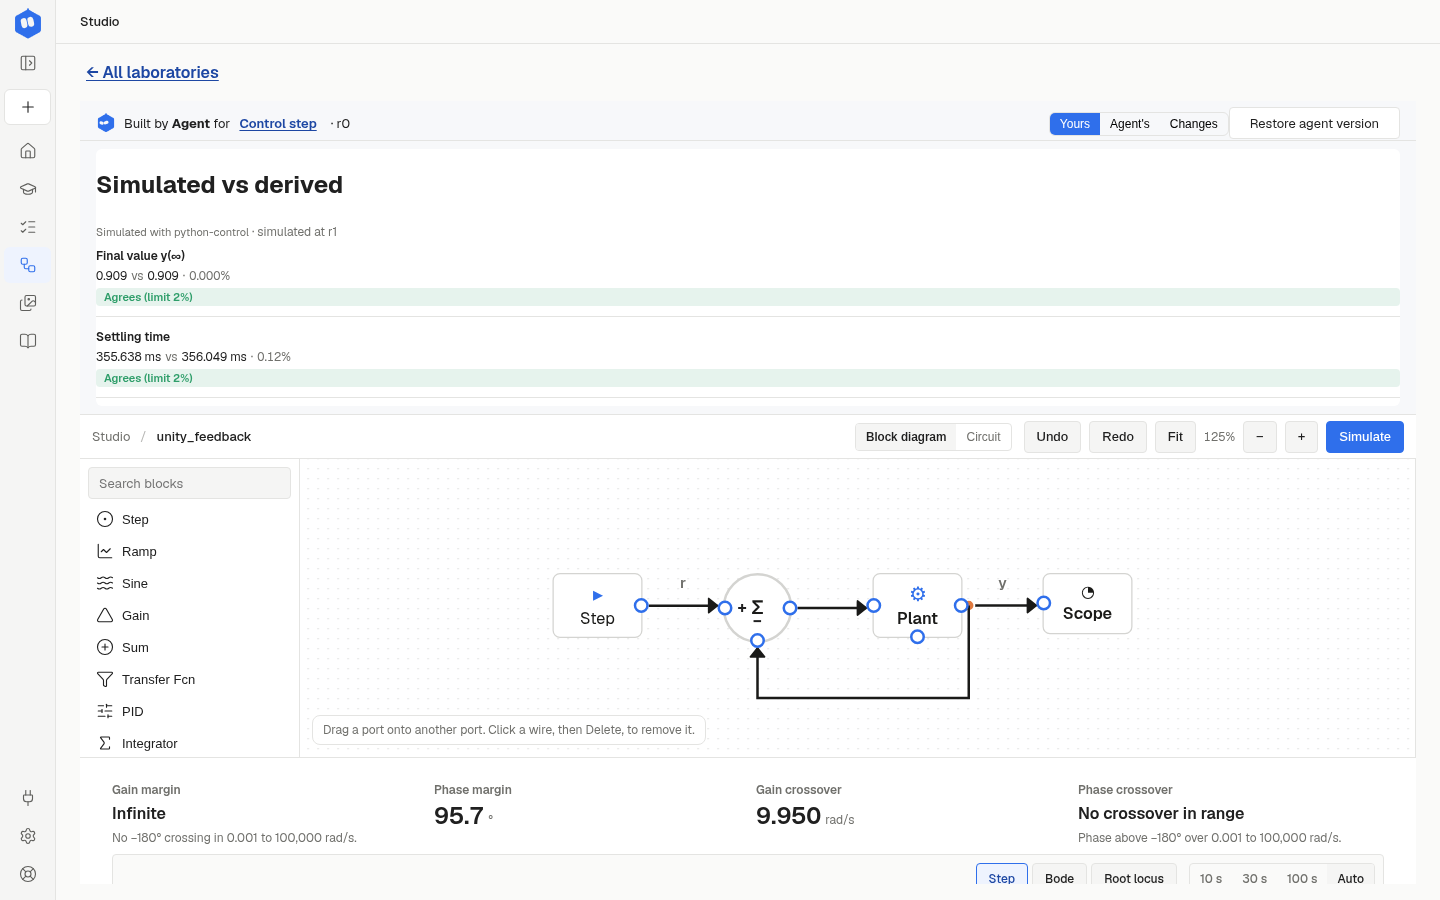 Studio
← All laboratories
Built by Agent for Control step · r0
Yours Agent's Changes Restore agent version
Simulated vs derived
Simulated with python-control · simulated at r1
Final value y(∞)
0.909 vs 0.909 · 0.000%
Agrees (limit 2%)
Settling time
355.638 ms vs 356.049 ms · 0.12%
Agrees (limit 2%)
Studio / unity_feedback
Block diagram Circuit Undo Redo Fit 125% − + Simulate
Search blocks
Step
Ramp
Sine
Gain
Sum
Transfer Fcn
PID
Integrator
r
y
Step
+ Σ
−
Plant
Scope
Drag a port onto another port. Click a wire, then Delete, to remove it.
Gain margin
Infinite
No −180° crossing in 0.001 to 100,000 rad/s.
Phase margin
95.7 °
Gain crossover
9.950 rad/s
Phase crossover
No crossover in range
Phase above −180° over 0.001 to 100,000 rad/s.
Step Bode Root locus 10 s 30 s 100 s Auto